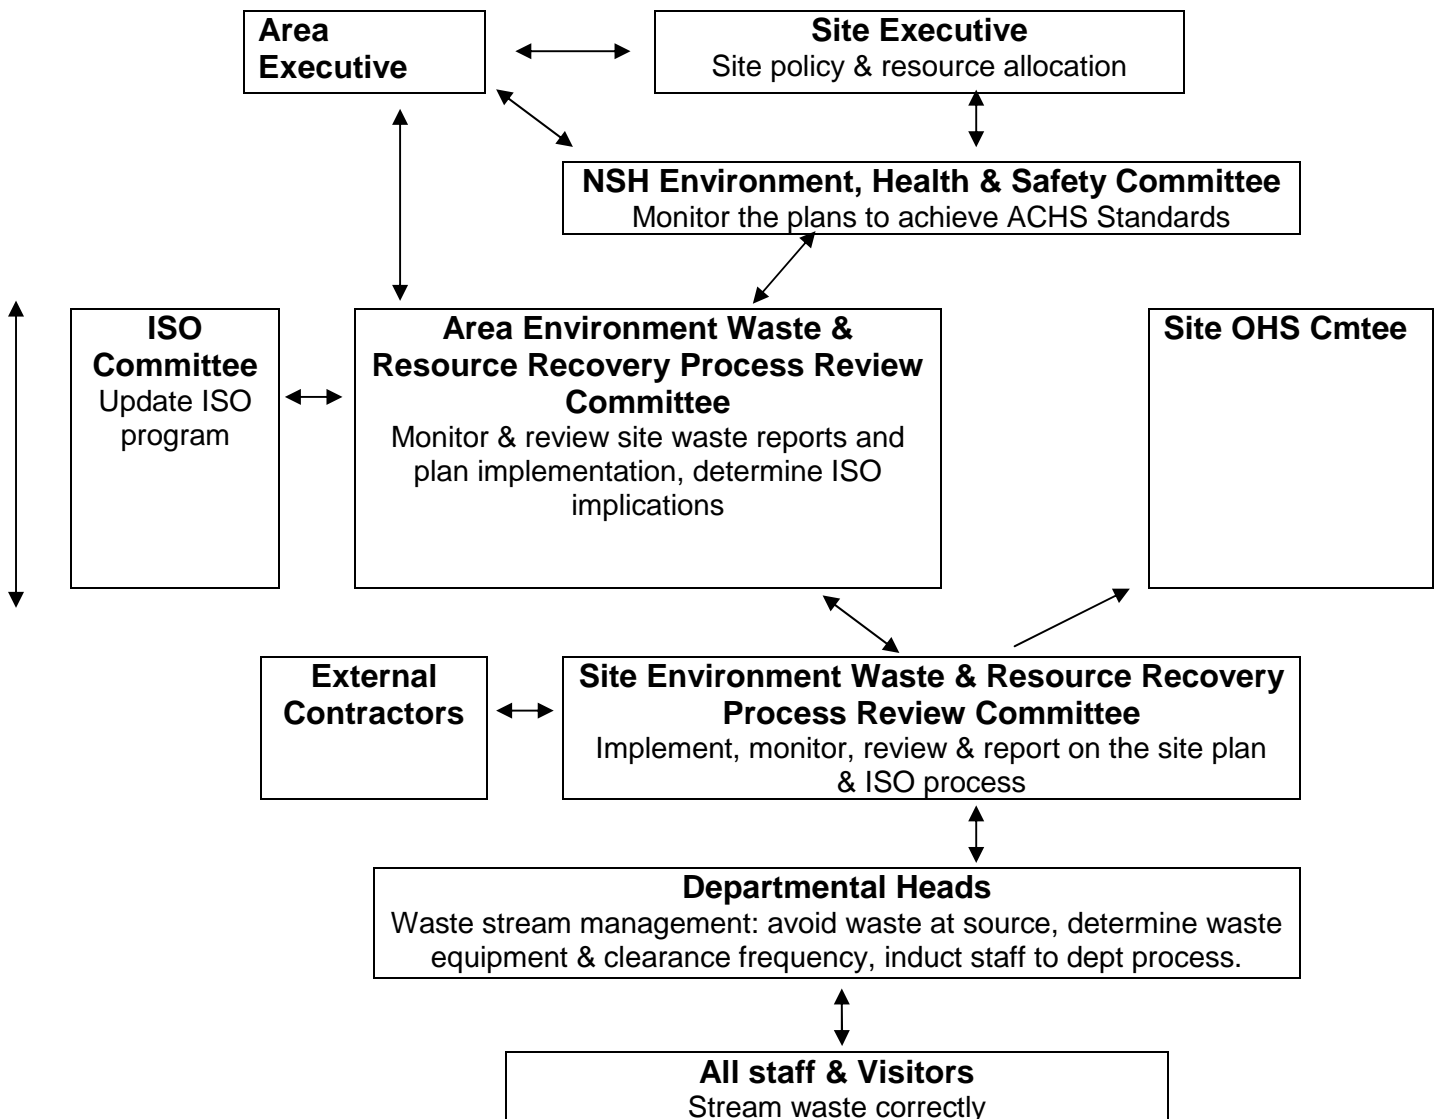 Area
Executive
Site Executive
Site policy & resource allocation
NSH Environment, Health & Safety Committee
Monitor the plans to achieve ACHS Standards
ISO
Committee
Update ISO
program
Area Environment Waste &
Resource Recovery Process Review
Committee
Monitor & review site waste reports and
plan implementation, determine ISO
implications
Site OHS Cmtee
External
Contractors
Site Environment Waste & Resource Recovery
Process Review Committee
Implement, monitor, review & report on the site plan
& ISO process
Departmental Heads
Waste stream management: avoid waste at source, determine waste
equipment & clearance frequency, induct staff to dept process.
All staff & Visitors
Stream waste correctly